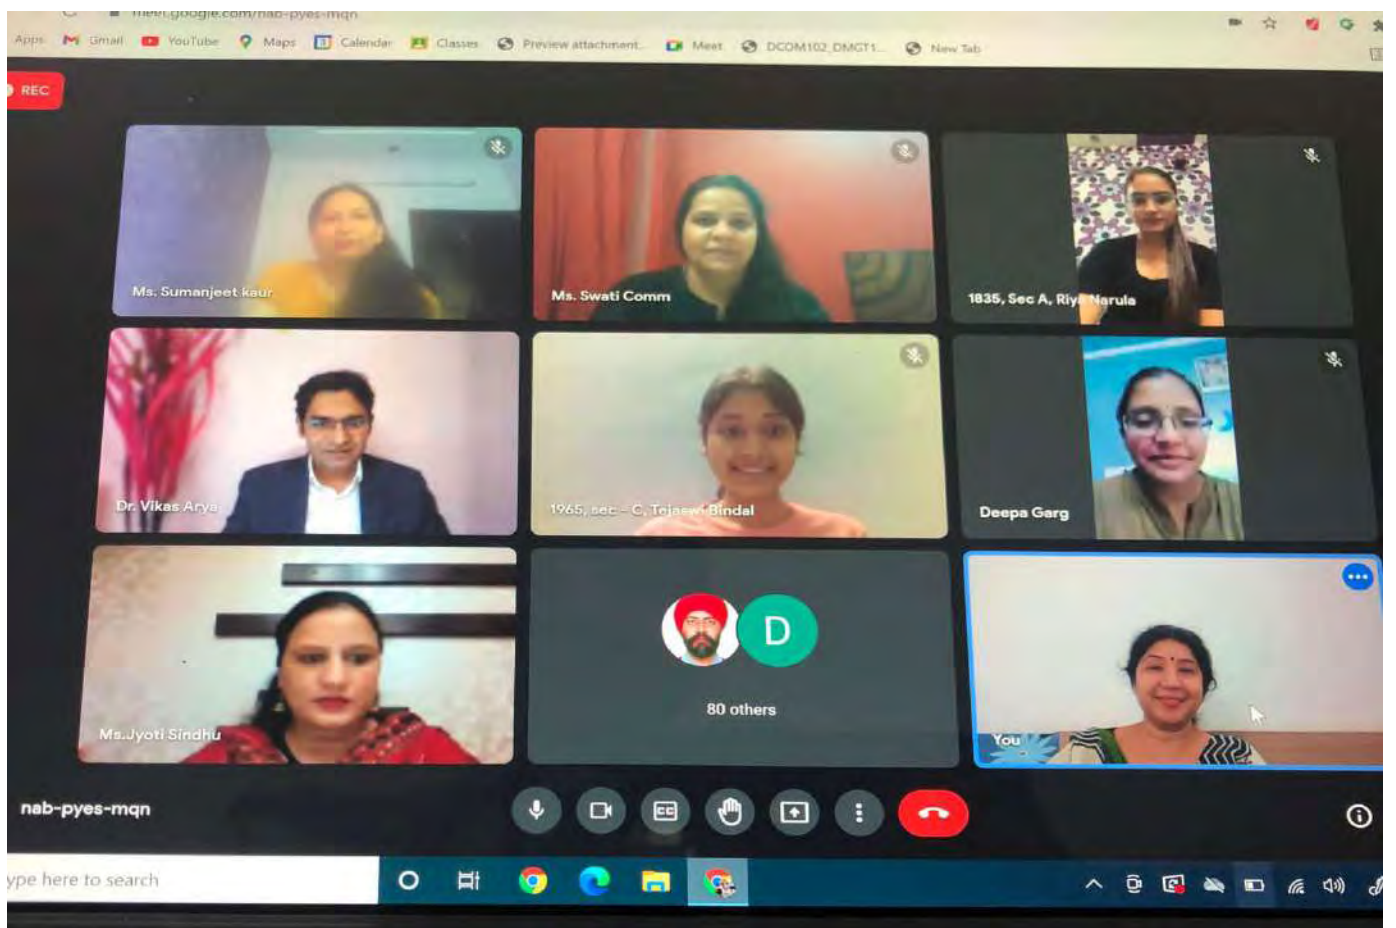 meet.google.com/nab-pyes-mqn
Apps Gmail YouTube Maps Calendar Classes Preview attachment... Meet DCOM102_DMGT1... New Tab
REC
Ms. Sumanjeet kaur
Ms. Swati Comm
1835, Sec A, Riya Narula
Dr. Vikas Arya
1965, sec - C, Tejaswi Bindal
Deepa Garg
Ms.Jyoti Sindhu
D
80 others
You
nab-pyes-mqn
CC
ype here to search